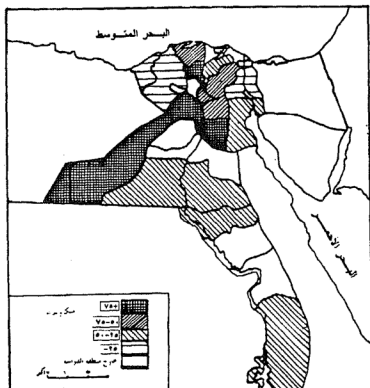 البحر المتوسط
البحر الأحمر
+٧٥
٧٥-٥٠
٥٠-٢٥
-٢٥
خارج منطقة الدراسة